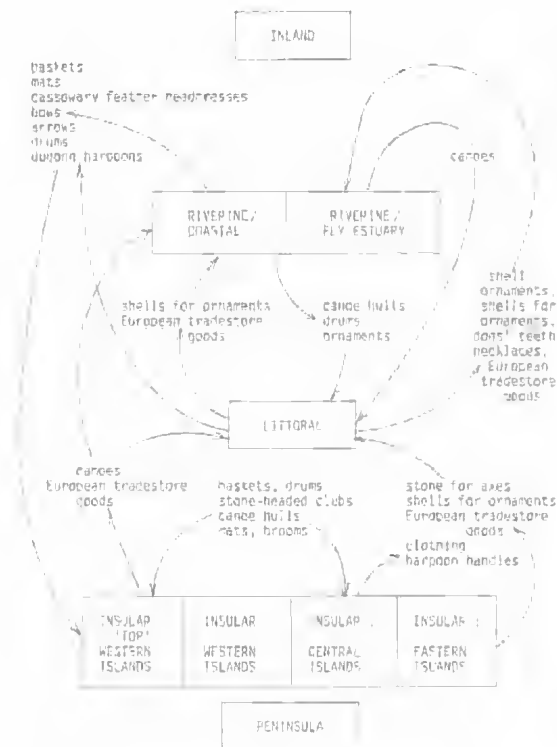 INLAND
baskets
mats
cassowary feather headdresses
bows
arrows
drums
dugong harpoons
canoes
RIVERINE/
COASTAL
RIVERINE/
FLY ESTUARY
shells for ornaments
European tradestore
goods
canoe hulls
drums
ornaments
shell
ornaments,
shells for
ornaments,
dogs' teeth
necklaces,
European
tradestore
goods
LITTORAL
canoes
European tradestore
goods
baskets, drums
stone-headed clubs
canoe hulls
mats, brooms
stone for axes
shells for ornaments
European tradestore
goods
clothing
harpoon handles
INSULAR
'TOP'
WESTERN
ISLANDS
INSULAR
WESTERN
ISLANDS
INSULAR :
CENTRAL
ISLANDS
INSULAR :
EASTERN
ISLANDS
PENINSULA